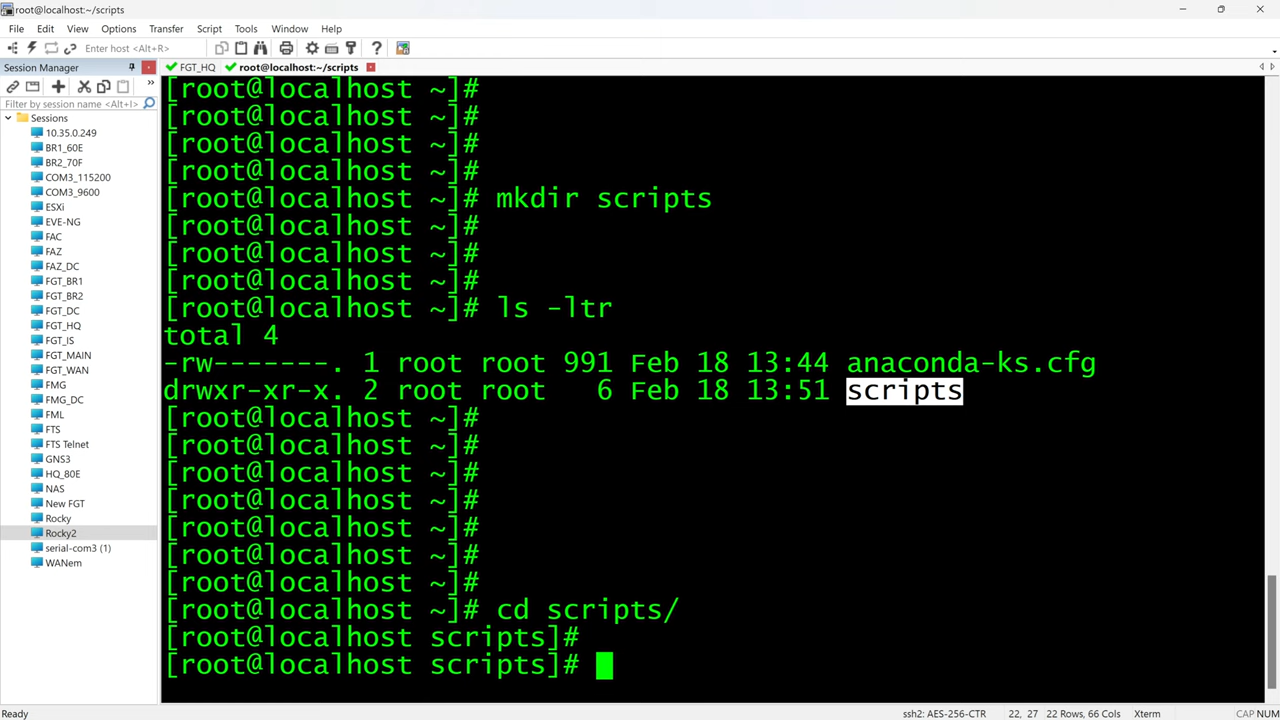 root@localhost:~/scripts
File Edit View Options Transfer Script Tools Window Help
Enter host <Alt+R>
Session Manager
FGT_HQ
root@localhost:~/scripts
Filter by session name <Alt+I>
Sessions
10.35.0.249
BR1_60E
BR2_70F
COM3_115200
COM3_9600
ESXi
EVE-NG
FAC
FAZ
FAZ_DC
FGT_BR1
FGT_BR2
FGT_DC
FGT_HQ
FGT_IS
FGT_MAIN
FGT_WAN
FMG
FMG_DC
FML
FTS
FTS Telnet
GNS3
HQ_80E
NAS
New FGT
Rocky
Rocky2
serial-com3 (1)
WANem
[root@localhost ~]#
[root@localhost ~]#
[root@localhost ~]#
[root@localhost ~]#
[root@localhost ~]# mkdir scripts
[root@localhost ~]#
[root@localhost ~]#
[root@localhost ~]#
[root@localhost ~]# ls -ltr
total 4
-rw-------. 1 root root 991 Feb 18 13:44 anaconda-ks.cfg
drwxr-xr-x. 2 root root   6 Feb 18 13:51 scripts
[root@localhost ~]#
[root@localhost ~]#
[root@localhost ~]#
[root@localhost ~]#
[root@localhost ~]#
[root@localhost ~]#
[root@localhost ~]#
[root@localhost ~]# cd scripts/
[root@localhost scripts]#
[root@localhost scripts]#
Ready
ssh2: AES-256-CTR
22, 27
22 Rows, 66 Cols
Xterm
CAP NUM